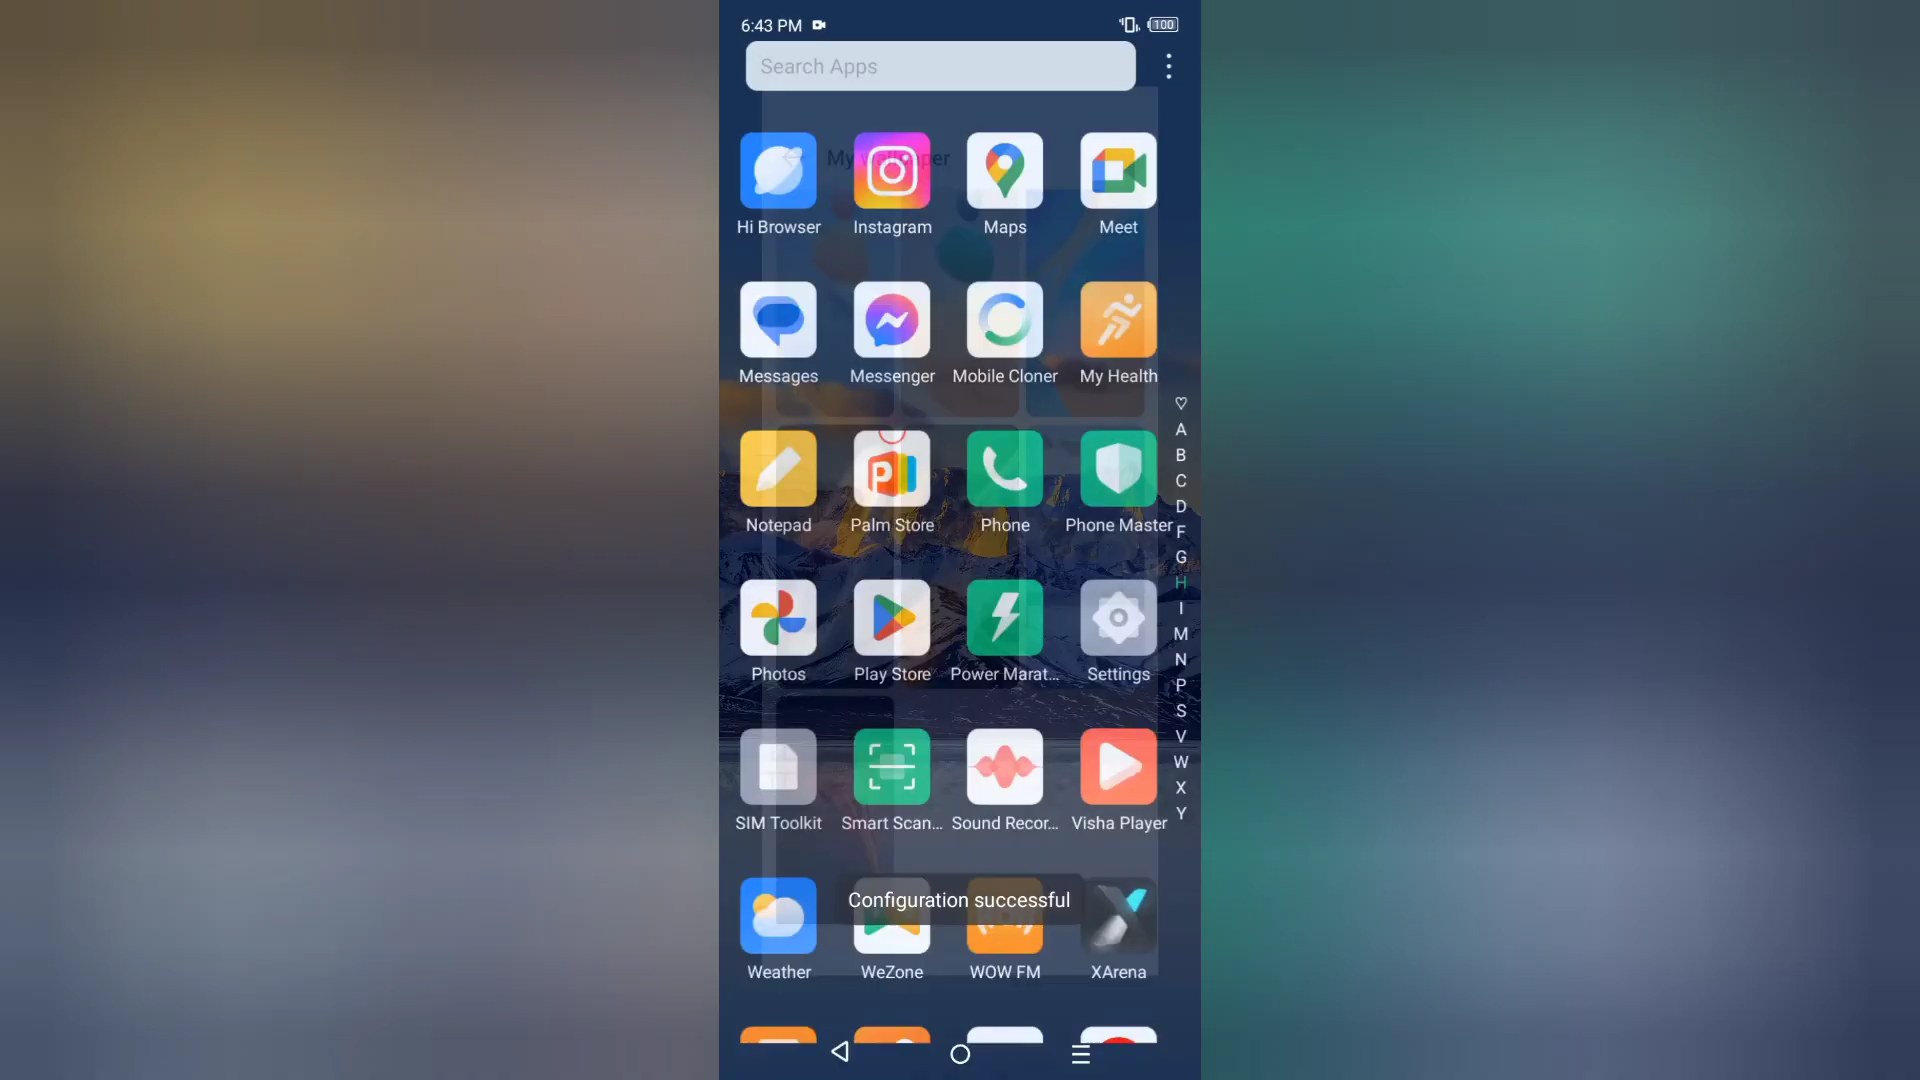 6:43 PM
100
Search Apps
My wallpaper
Hi Browser
Instagram
Maps
Meet
Messages
Messenger
Mobile Cloner
My Health
Notepad
Palm Store
Phone
Phone Master
Photos
Play Store
Power Marat...
Settings
SIM Toolkit
Smart Scan...
Sound Recor...
Visha Player
Configuration successful
Weather
WeZone
WOW FM
XArena
A
B
C
D
F
G
H
I
M
N
P
S
V
W
X
Y